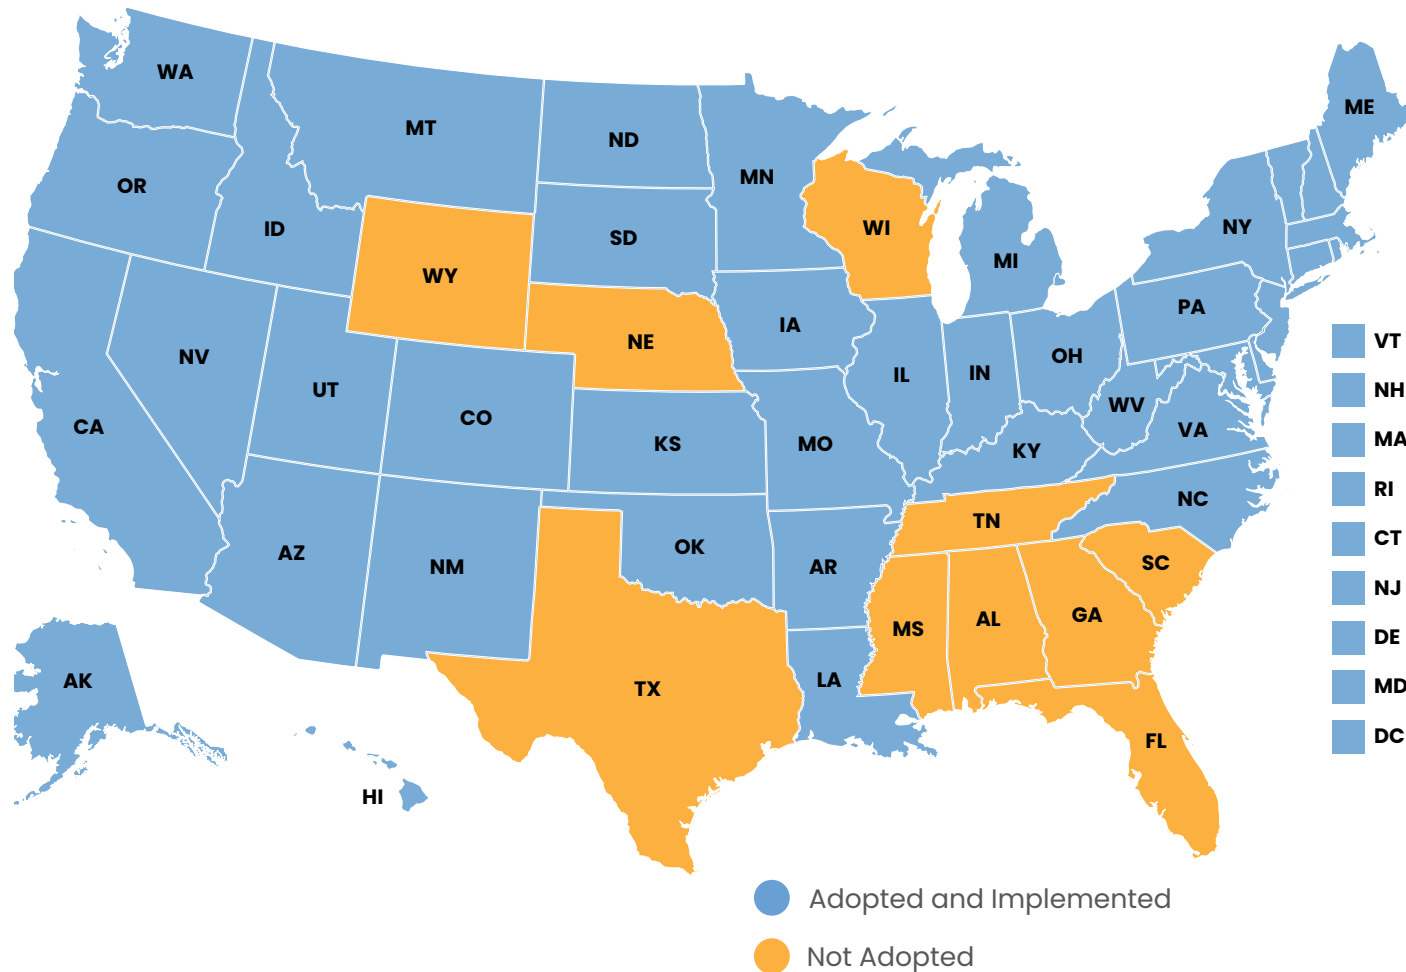 WA
MT
ND
MN
ME
OR
ID
SD
WI
NY
MI
WY
IA
PA
NE
NV
UT
CO
KS
MO
IL
IN
OH
WV
VA
KY
CA
AZ
NM
OK
AR
TN
NC
SC
MS
AL
GA
TX
LA
FL
AK
HI
VT
NH
MA
RI
CT
NJ
DE
MD
DC
Adopted and Implemented
Not Adopted